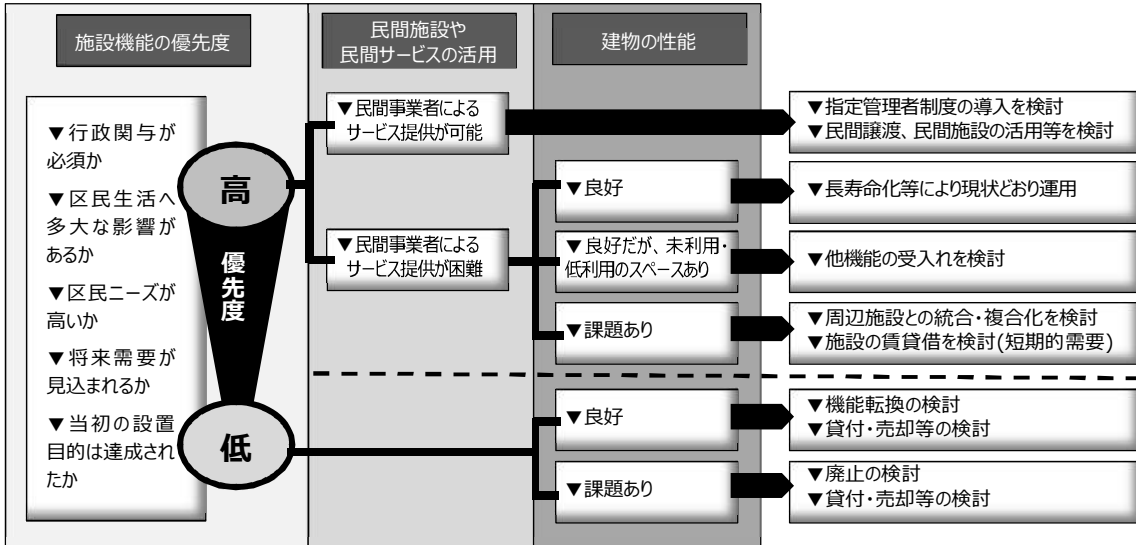 施設機能の優先度
民間施設や
民間サービスの活用
建物の性能
▼行政関与が
必須か
▼区民生活へ
多大な影響が
あるか
▼区民ニーズが
高いか
▼将来需要が
見込まれるか
▼当初の設置
目的は達成され
たか
高
優先度
低
▼民間事業者による
サービス提供が可能
▼民間事業者による
サービス提供が困難
▼良好
▼良好だが、未利用・
低利用のスペースあり
▼課題あり
▼良好
▼課題あり
▼指定管理者制度の導入を検討
▼民間譲渡、民間施設の活用等を検討
▼長寿命化等により現状どおり運用
▼他機能の受入れを検討
▼周辺施設との統合・複合化を検討
▼施設の賃貸借を検討(短期的需要)
▼機能転換の検討
▼貸付・売却等の検討
▼廃止の検討
▼貸付・売却等の検討